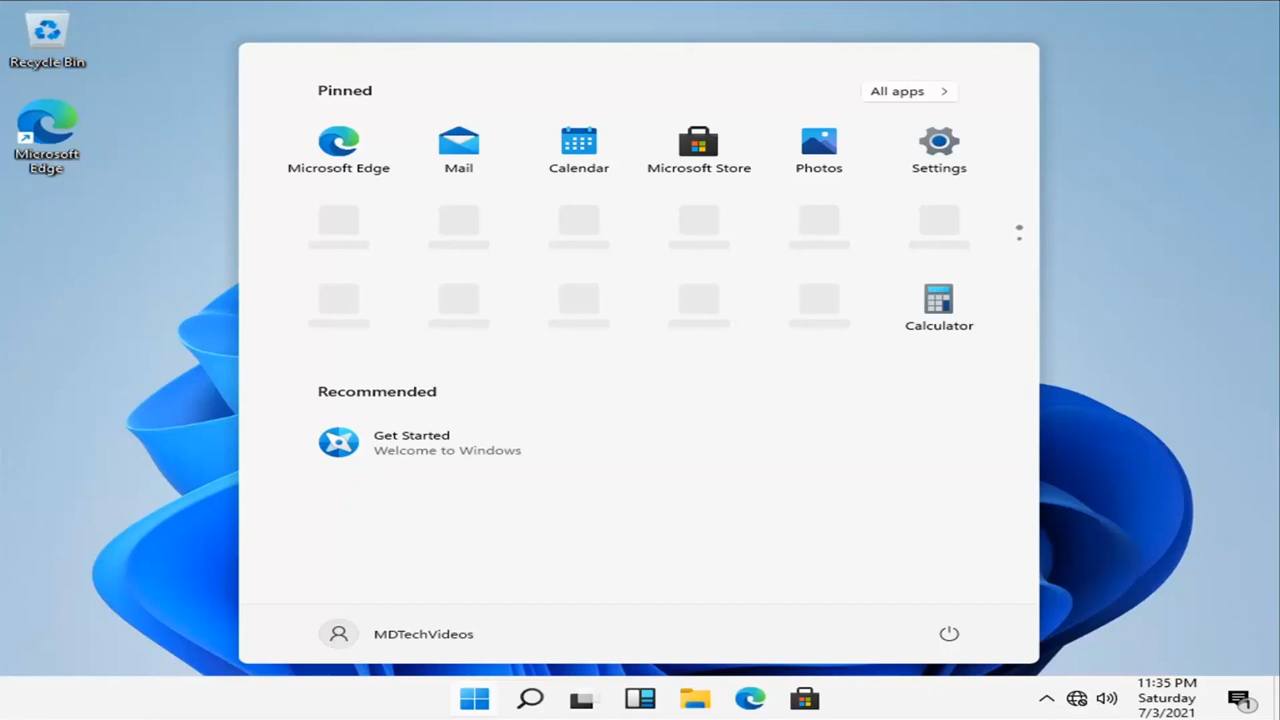 Recycle Bin
Microsoft
Edge
Pinned
All apps
Microsoft Edge
Mail
Calendar
Microsoft Store
Photos
Settings
Calculator
Recommended
Get Started
Welcome to Windows
MDTechVideos
11:35 PM
Saturday
7/3/2021
1